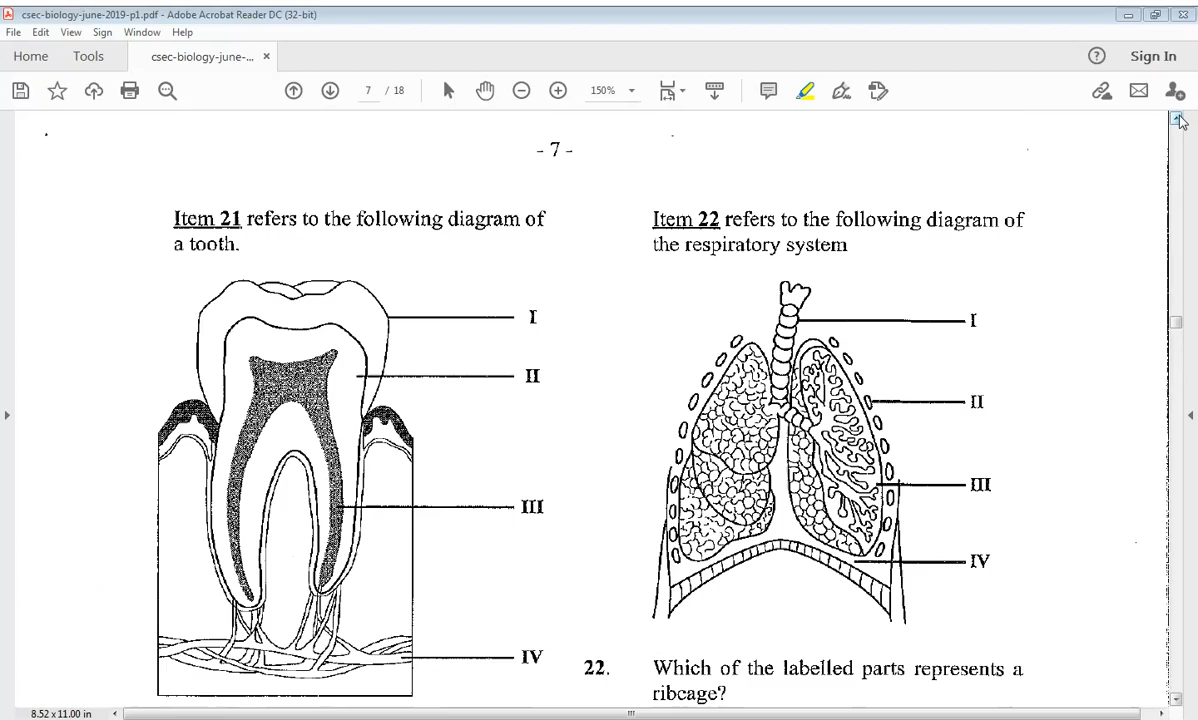 csec-biology-june-2019-p1.pdf - Adobe Acrobat Reader DC (32-bit)
File Edit View Sign Window Help
Home Tools csec-biology-june-... × Sign In
7 / 18 150%
- 7 -
Item 21 refers to the following diagram of
a tooth.
I
II
III
IV
Item 22 refers to the following diagram of
the respiratory system
I
II
III
IV
22. Which of the labelled parts represents a
ribcage?
8.52 x 11.00 in